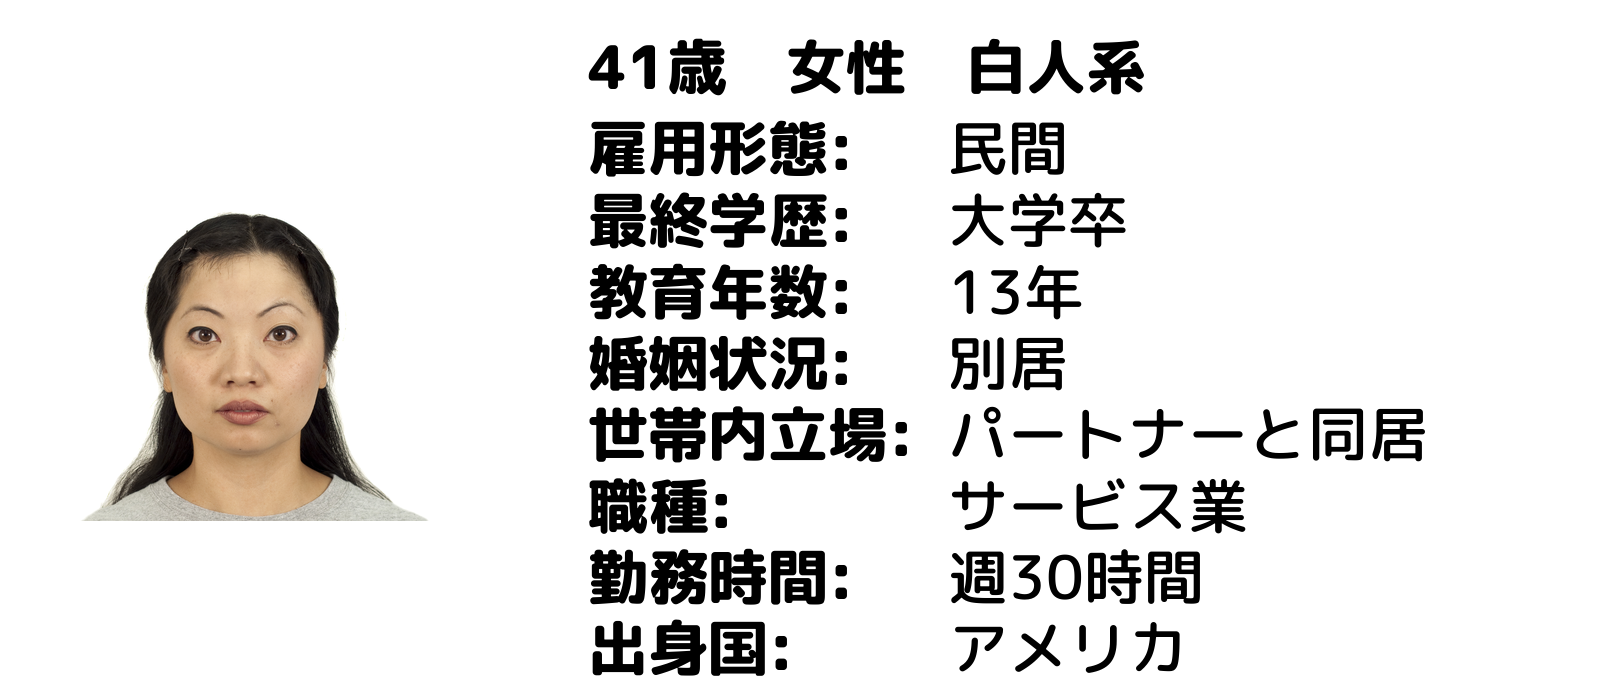 41歳　女性　白人系
雇用形態:　民間
最終学歴:　大学卒
教育年数:　13年
婚姻状況:　別居
世帯内立場:　パートナーと同居
職種:　サービス業
勤務時間:　週30時間
出身国:　アメリカ